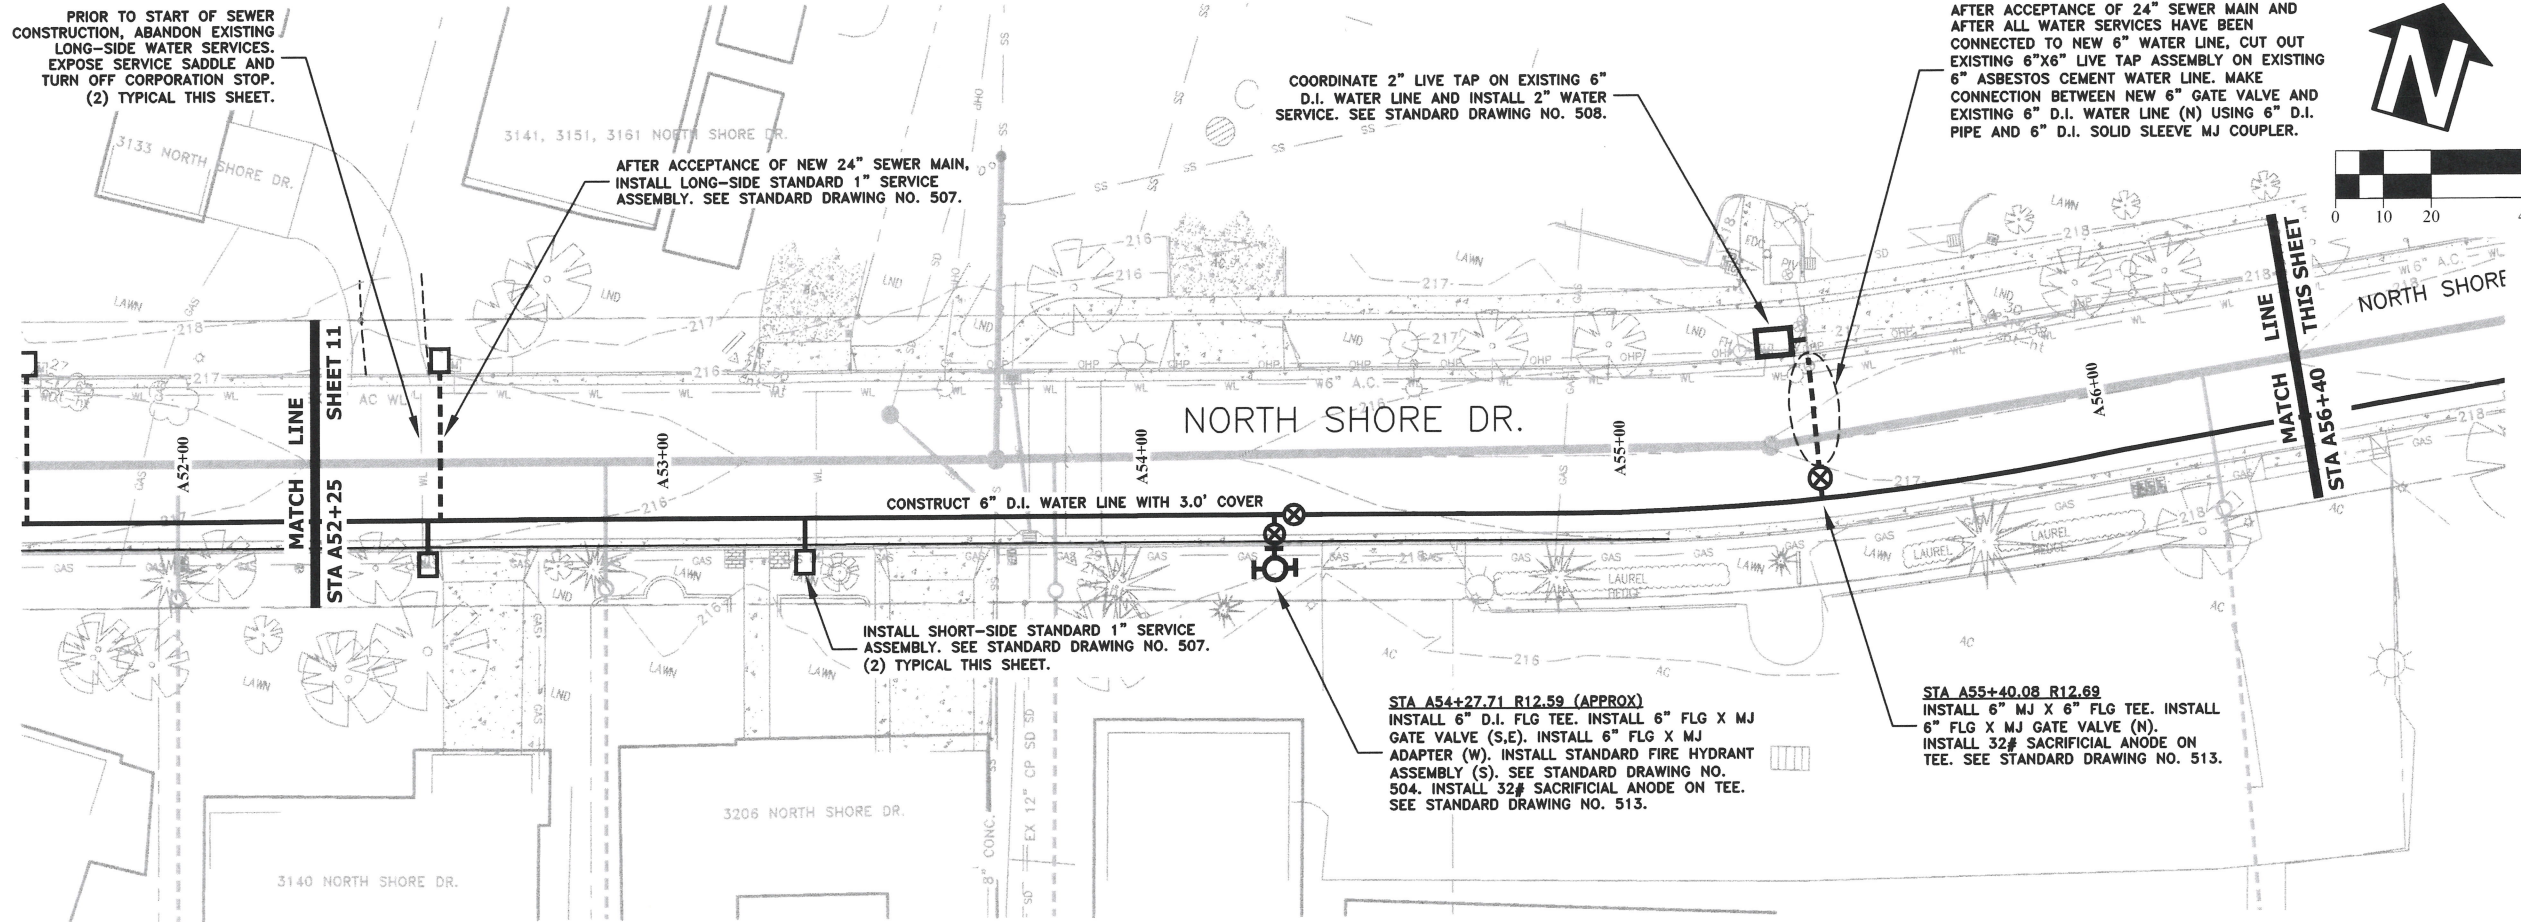 PRIOR TO START OF SEWER
CONSTRUCTION, ABANDON EXISTING
LONG-SIDE WATER SERVICES.
EXPOSE SERVICE SADDLE AND
TURN OFF CORPORATION STOP.
(2) TYPICAL THIS SHEET.
AFTER ACCEPTANCE OF NEW 24" SEWER MAIN,
INSTALL LONG-SIDE STANDARD 1" SERVICE
ASSEMBLY. SEE STANDARD DRAWING NO. 507.
COORDINATE 2" LIVE TAP ON EXISTING 6"
D.I. WATER LINE AND INSTALL 2" WATER
SERVICE. SEE STANDARD DRAWING NO. 508.
AFTER ACCEPTANCE OF 24" SEWER MAIN AND
AFTER ALL WATER SERVICES HAVE BEEN
CONNECTED TO NEW 6" WATER LINE, CUT OUT
EXISTING 6"X6" LIVE TAP ASSEMBLY ON EXISTING
6" ASBESTOS CEMENT WATER LINE. MAKE
CONNECTION BETWEEN NEW 6" GATE VALVE AND
EXISTING 6" D.I. WATER LINE (N) USING 6" D.I.
PIPE AND 6" D.I. SOLID SLEEVE MJ COUPLER.
N
0 10 20
3133 NORTH SHORE DR.
3141, 3151, 3161 NORTH SHORE DR.
MATCH LINE
SHEET 11
STA A52+25
A52+00
A53+00
A54+00
A55+00
A56+00
NORTH SHORE DR.
NORTH SHORE
MATCH LINE
THIS SHEET
STA A56+40
CONSTRUCT 6" D.I. WATER LINE WITH 3.0' COVER
INSTALL SHORT-SIDE STANDARD 1" SERVICE
ASSEMBLY. SEE STANDARD DRAWING NO. 507.
(2) TYPICAL THIS SHEET.
STA A54+27.71 R12.59 (APPROX)
INSTALL 6" D.I. FLG TEE. INSTALL 6" FLG X MJ
GATE VALVE (S,E). INSTALL 6" FLG X MJ
ADAPTER (W). INSTALL STANDARD FIRE HYDRANT
ASSEMBLY (S). SEE STANDARD DRAWING NO.
504. INSTALL 32# SACRIFICIAL ANODE ON TEE.
SEE STANDARD DRAWING NO. 513.
STA A55+40.08 R12.69
INSTALL 6" MJ X 6" FLG TEE. INSTALL
6" FLG X MJ GATE VALVE (N).
INSTALL 32# SACRIFICIAL ANODE ON
TEE. SEE STANDARD DRAWING NO. 513.
LAUREL
HEDGE
LAUREL
HEDGE
3206 NORTH SHORE DR.
3140 NORTH SHORE DR.
8" CONC. SS
EX 12" CP SD
LAWN
LND
GAS
WL
OHP
AC WL
W6" A.C.
216
217
218